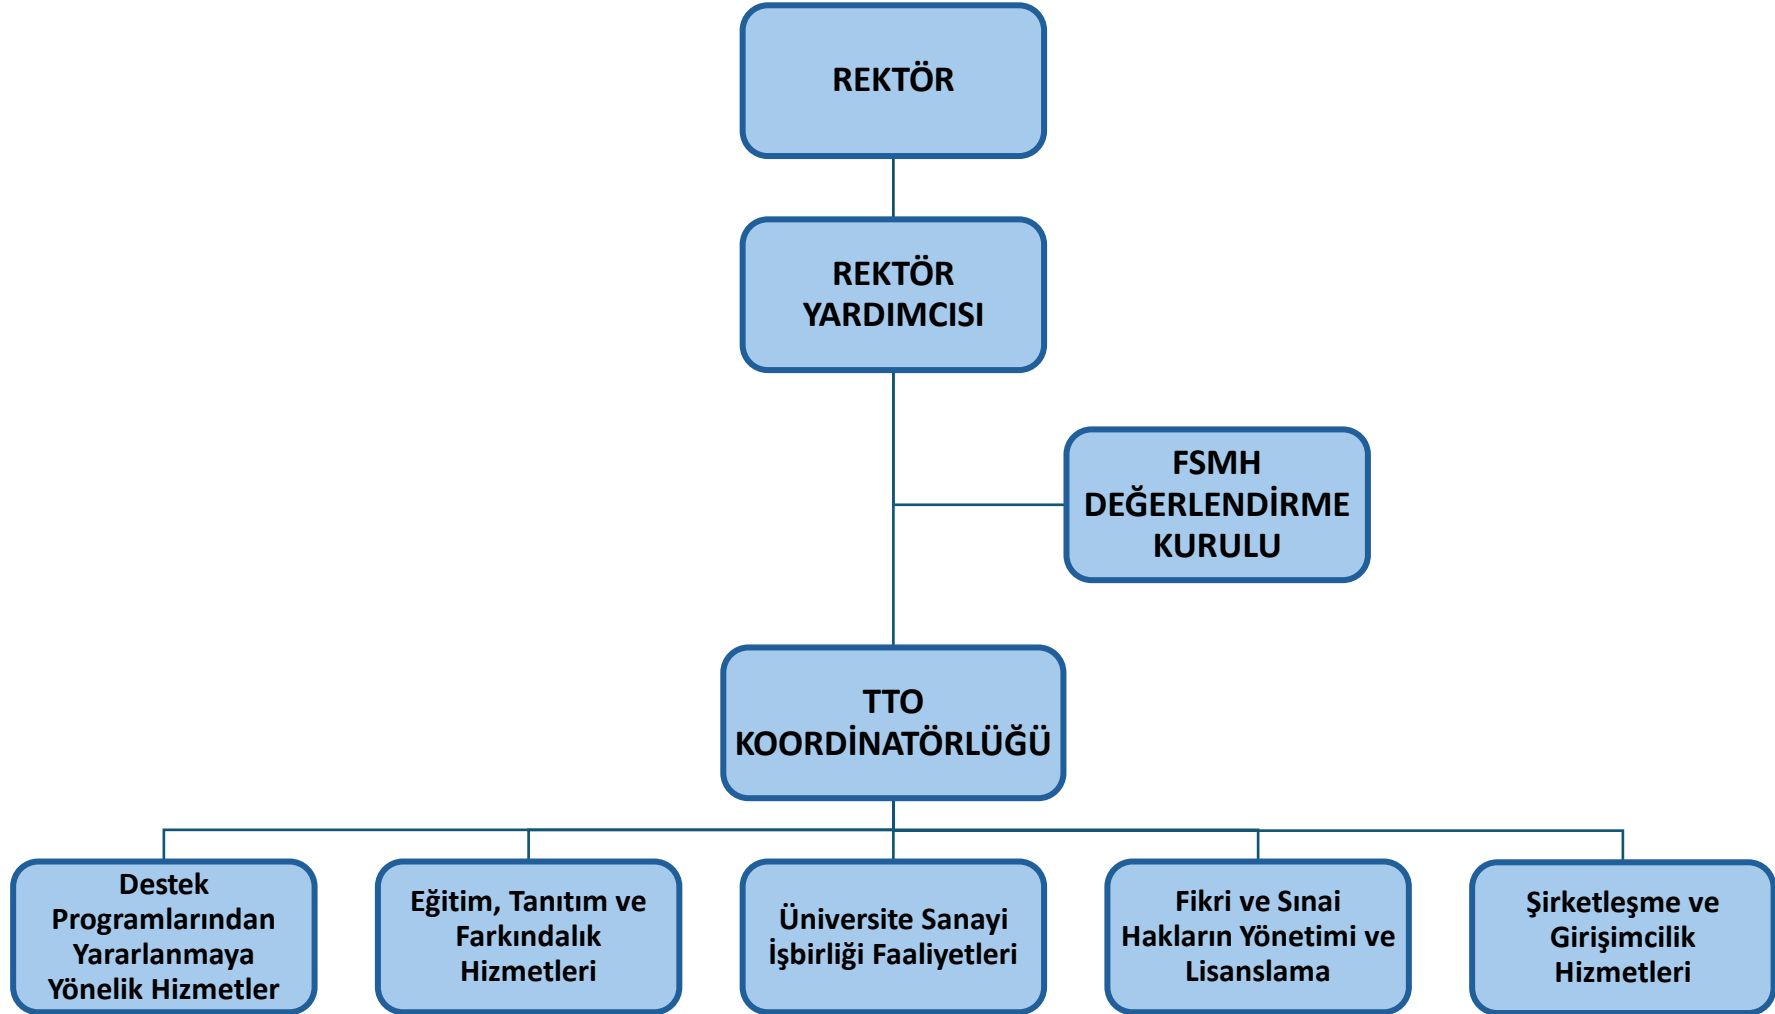 REKTÖR
REKTÖR
YARDIMCISI
FSMH
DEĞERLENDİRME
KURULU
TTO
KOORDİNATÖRLÜĞÜ
Destek
Programlarından
Yararlanmaya
Yönelik Hizmetler
Eğitim, Tanıtım ve
Farkındalık
Hizmetleri
Üniversite Sanayi
İşbirliği Faaliyetleri
Fikri ve Sınai
Hakların Yönetimi ve
Lisanslama
Şirketleşme ve
Girişimcilik
Hizmetleri